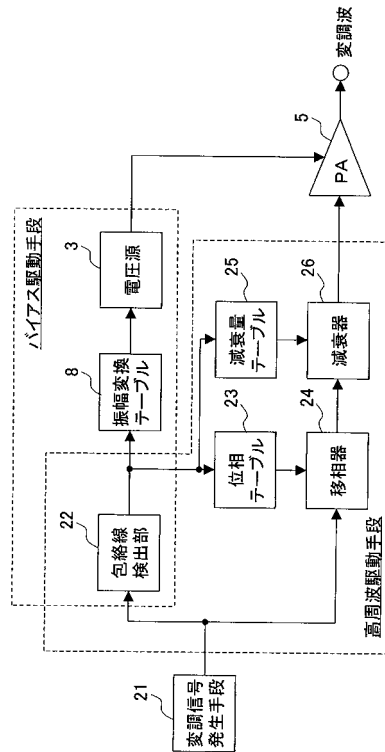 バイアス駆動手段
21
変調信号
発生手段
22
包絡線
検出部
8
振幅変換
テーブル
3
電圧源
23
位相
テーブル
25
減衰量
テーブル
24
移相器
26
減衰器
5
PA
変調波
高周波駆動手段